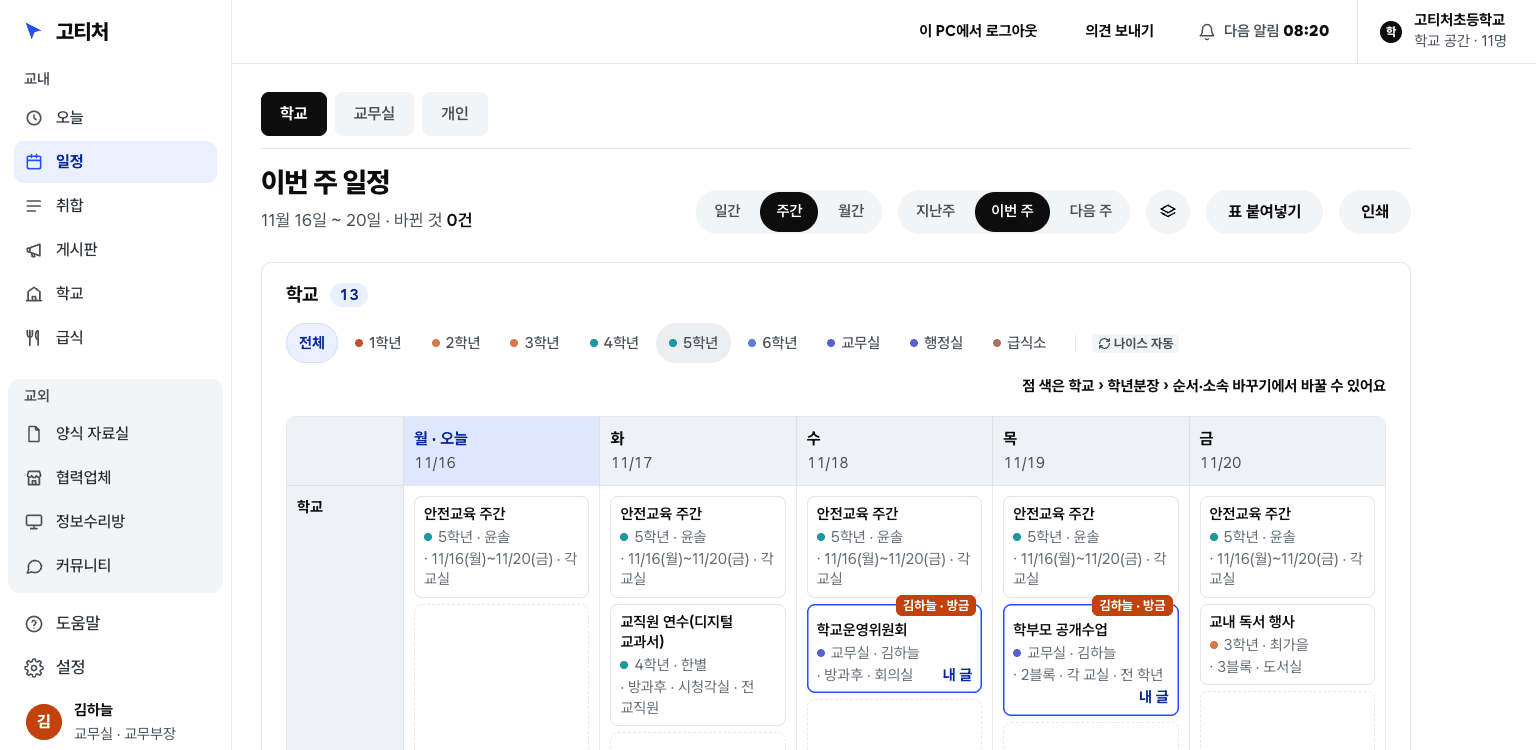 고티처
이 PC에서 로그아웃
의견 보내기
다음 알림 08:20
학
고티처초등학교
학교 공간 · 11명
교내
오늘
일정
취합
게시판
학교
급식
교외
양식 자료실
협력업체
정보수리방
커뮤니티
도움말
설정
김
김하늘
교무실 · 교무부장
학교
교무실
개인
이번 주 일정
11월 16일 ~ 20일 · 바뀐 것 0건
일간
주간
월간
지난주
이번 주
다음 주
표 붙여넣기
인쇄
학교 13
전체
1학년
2학년
3학년
4학년
5학년
6학년
교무실
행정실
급식소
나이스 자동
점 색은 학교 › 학년분장 › 순서·소속 바꾸기에서 바꿀 수 있어요
월 · 오늘
11/16
화
11/17
수
11/18
목
11/19
금
11/20
학교
안전교육 주간
5학년 · 윤솔
· 11/16(월)~11/20(금) · 각
교실
안전교육 주간
5학년 · 윤솔
· 11/16(월)~11/20(금) · 각
교실
교직원 연수(디지털
교과서)
4학년 · 한별
· 방과후 · 시청각실 · 전
교직원
안전교육 주간
5학년 · 윤솔
· 11/16(월)~11/20(금) · 각
교실
김하늘 · 방금
학교운영위원회
교무실 · 김하늘
· 방과후 · 회의실
내 글
안전교육 주간
5학년 · 윤솔
· 11/16(월)~11/20(금) · 각
교실
김하늘 · 방금
학부모 공개수업
교무실 · 김하늘
· 2블록 · 각 교실 · 전 학년
내 글
안전교육 주간
5학년 · 윤솔
· 11/16(월)~11/20(금) · 각
교실
교내 독서 행사
3학년 · 최가을
· 3블록 · 도서실